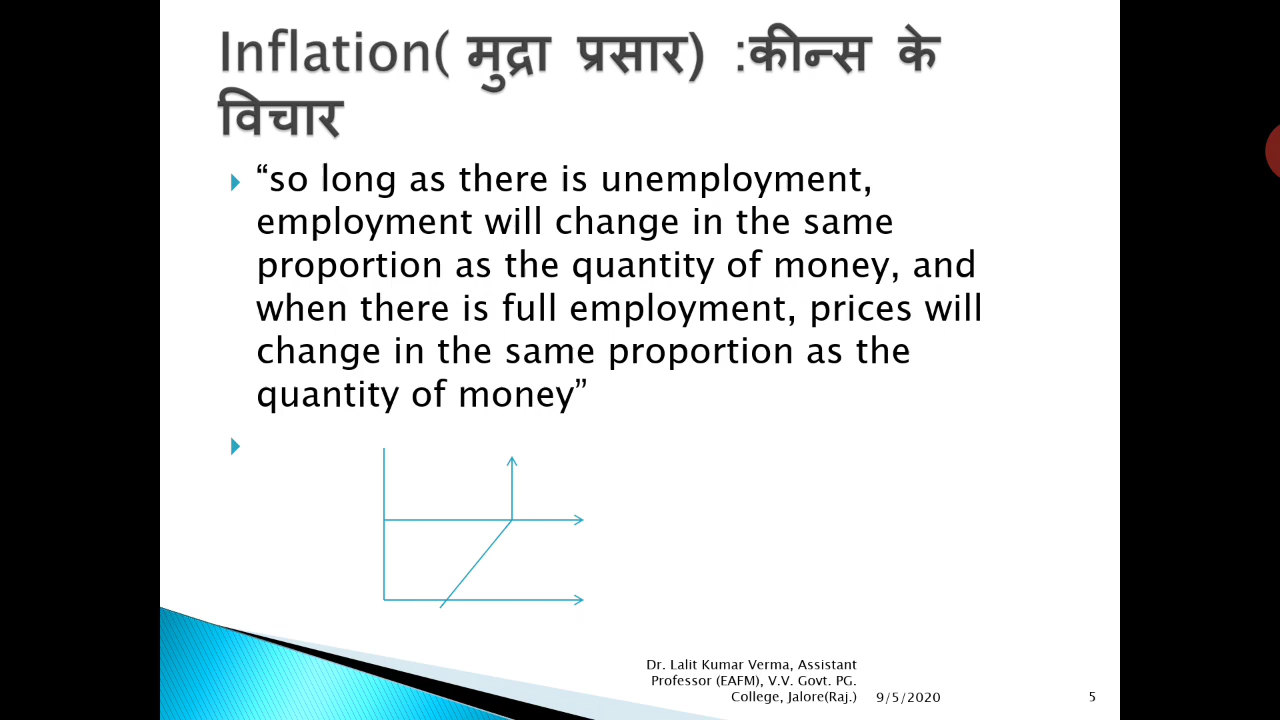 Inflation( मुद्रा प्रसार) :कीन्स के
विचार
“so long as there is unemployment,
employment will change in the same
proportion as the quantity of money, and
when there is full employment, prices will
change in the same proportion as the
quantity of money”
Dr. Lalit Kumar Verma, Assistant
Professor (EAFM), V.V. Govt. PG.
College, Jalore(Raj.)
9/5/2020
5